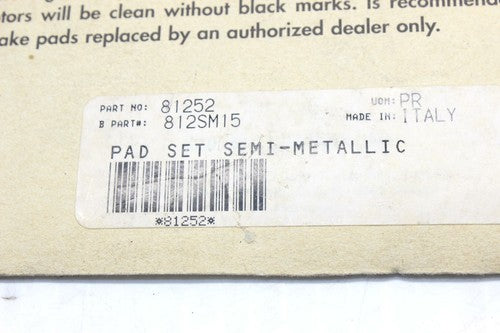 tors will be clean without black marks. Is recommend
ake pads replaced by an authorized dealer only.
PART NO: 81252 UOM: PR
B PART#: 812SM15 MADE IN: ITALY
PAD SET SEMI-METALLIC
*81252*